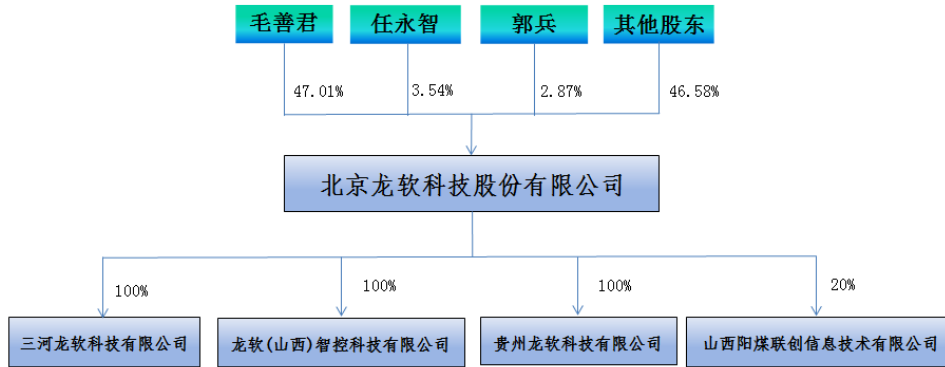 毛善君
任永智
郭兵
其他股东
47.01%
3.54%
2.87%
46.58%
北京龙软科技股份有限公司
100%
100%
100%
20%
三河龙软科技有限公司
龙软(山西)智控科技有限公司
贵州龙软科技有限公司
山西阳煤联创信息技术有限公司